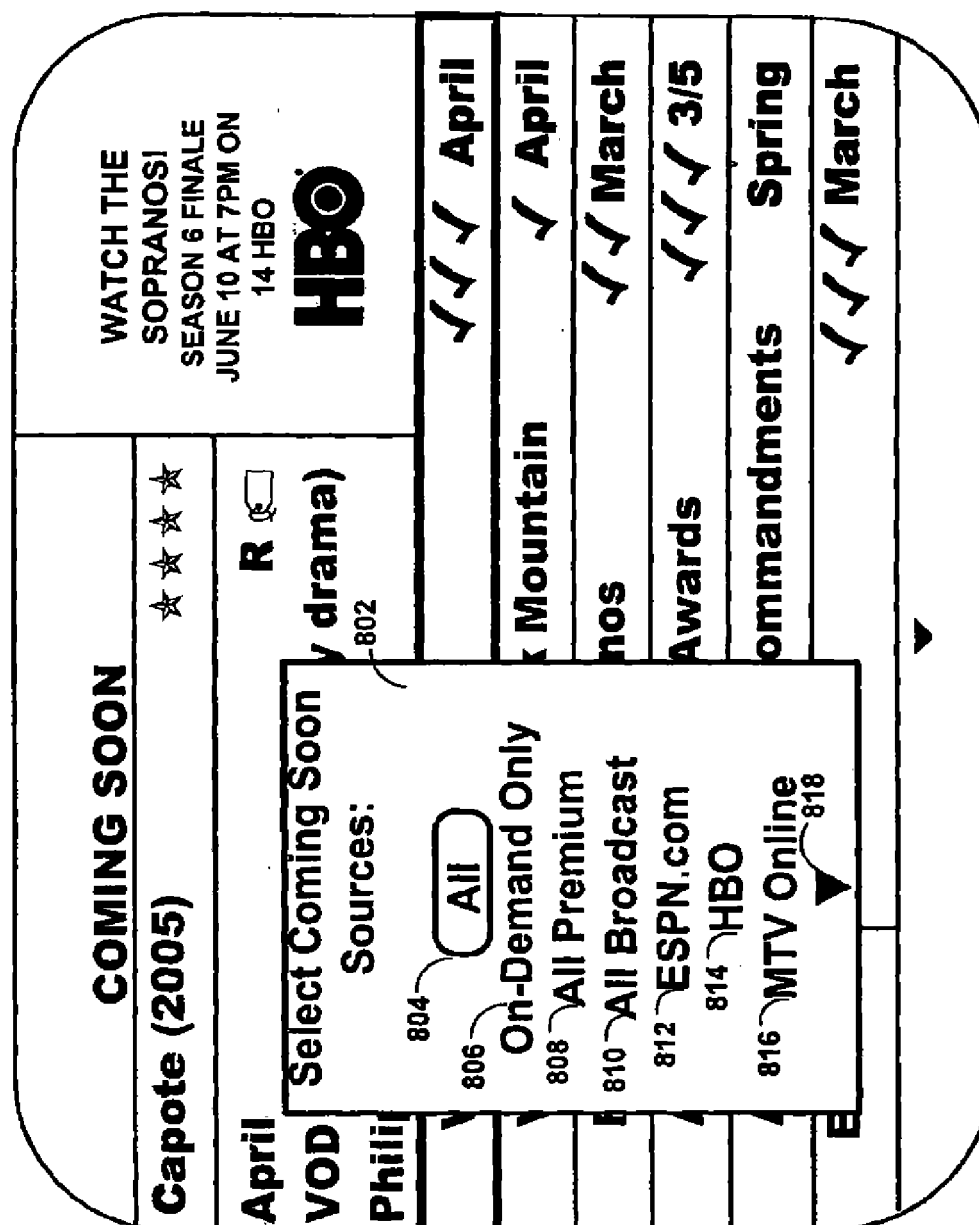 COMING SOON
Capote (2005)
April
R
VOD
drama)
WATCH THE
SOPRANOS!
SEASON 6 FINALE
JUNE 10 AT 7PM ON
14 HBO
HBO
April
Mountain April
nos March
Awards 3/5
ommandments Spring
March
Select Coming Soon
Sources:
802
804 All
806 On-Demand Only
808 All Premium
810 All Broadcast
812 ESPN.com
814 HBO
816 MTV Online
818